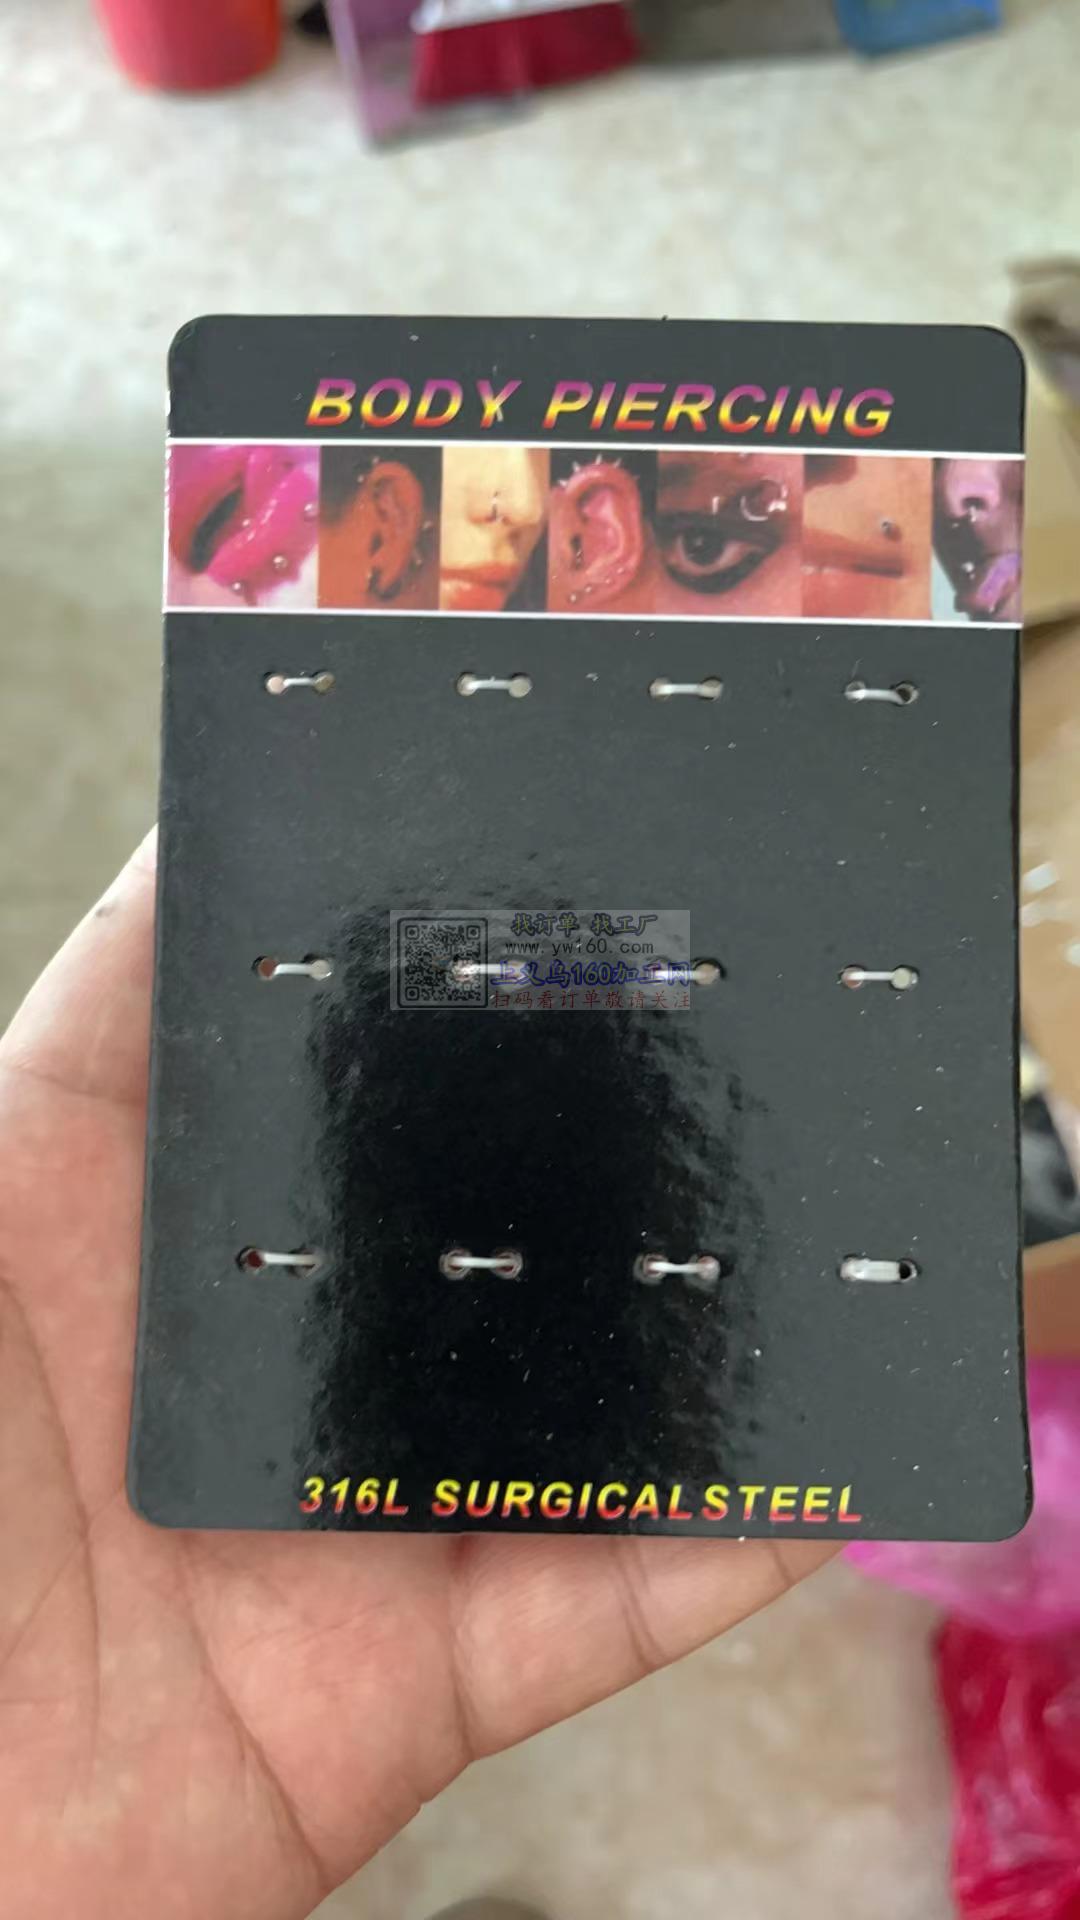 BODY PIERCING
找订单 找工厂
www.yw160.com
上义乌160加工网
扫码看订单敬请关注
316L SURGICALSTEEL